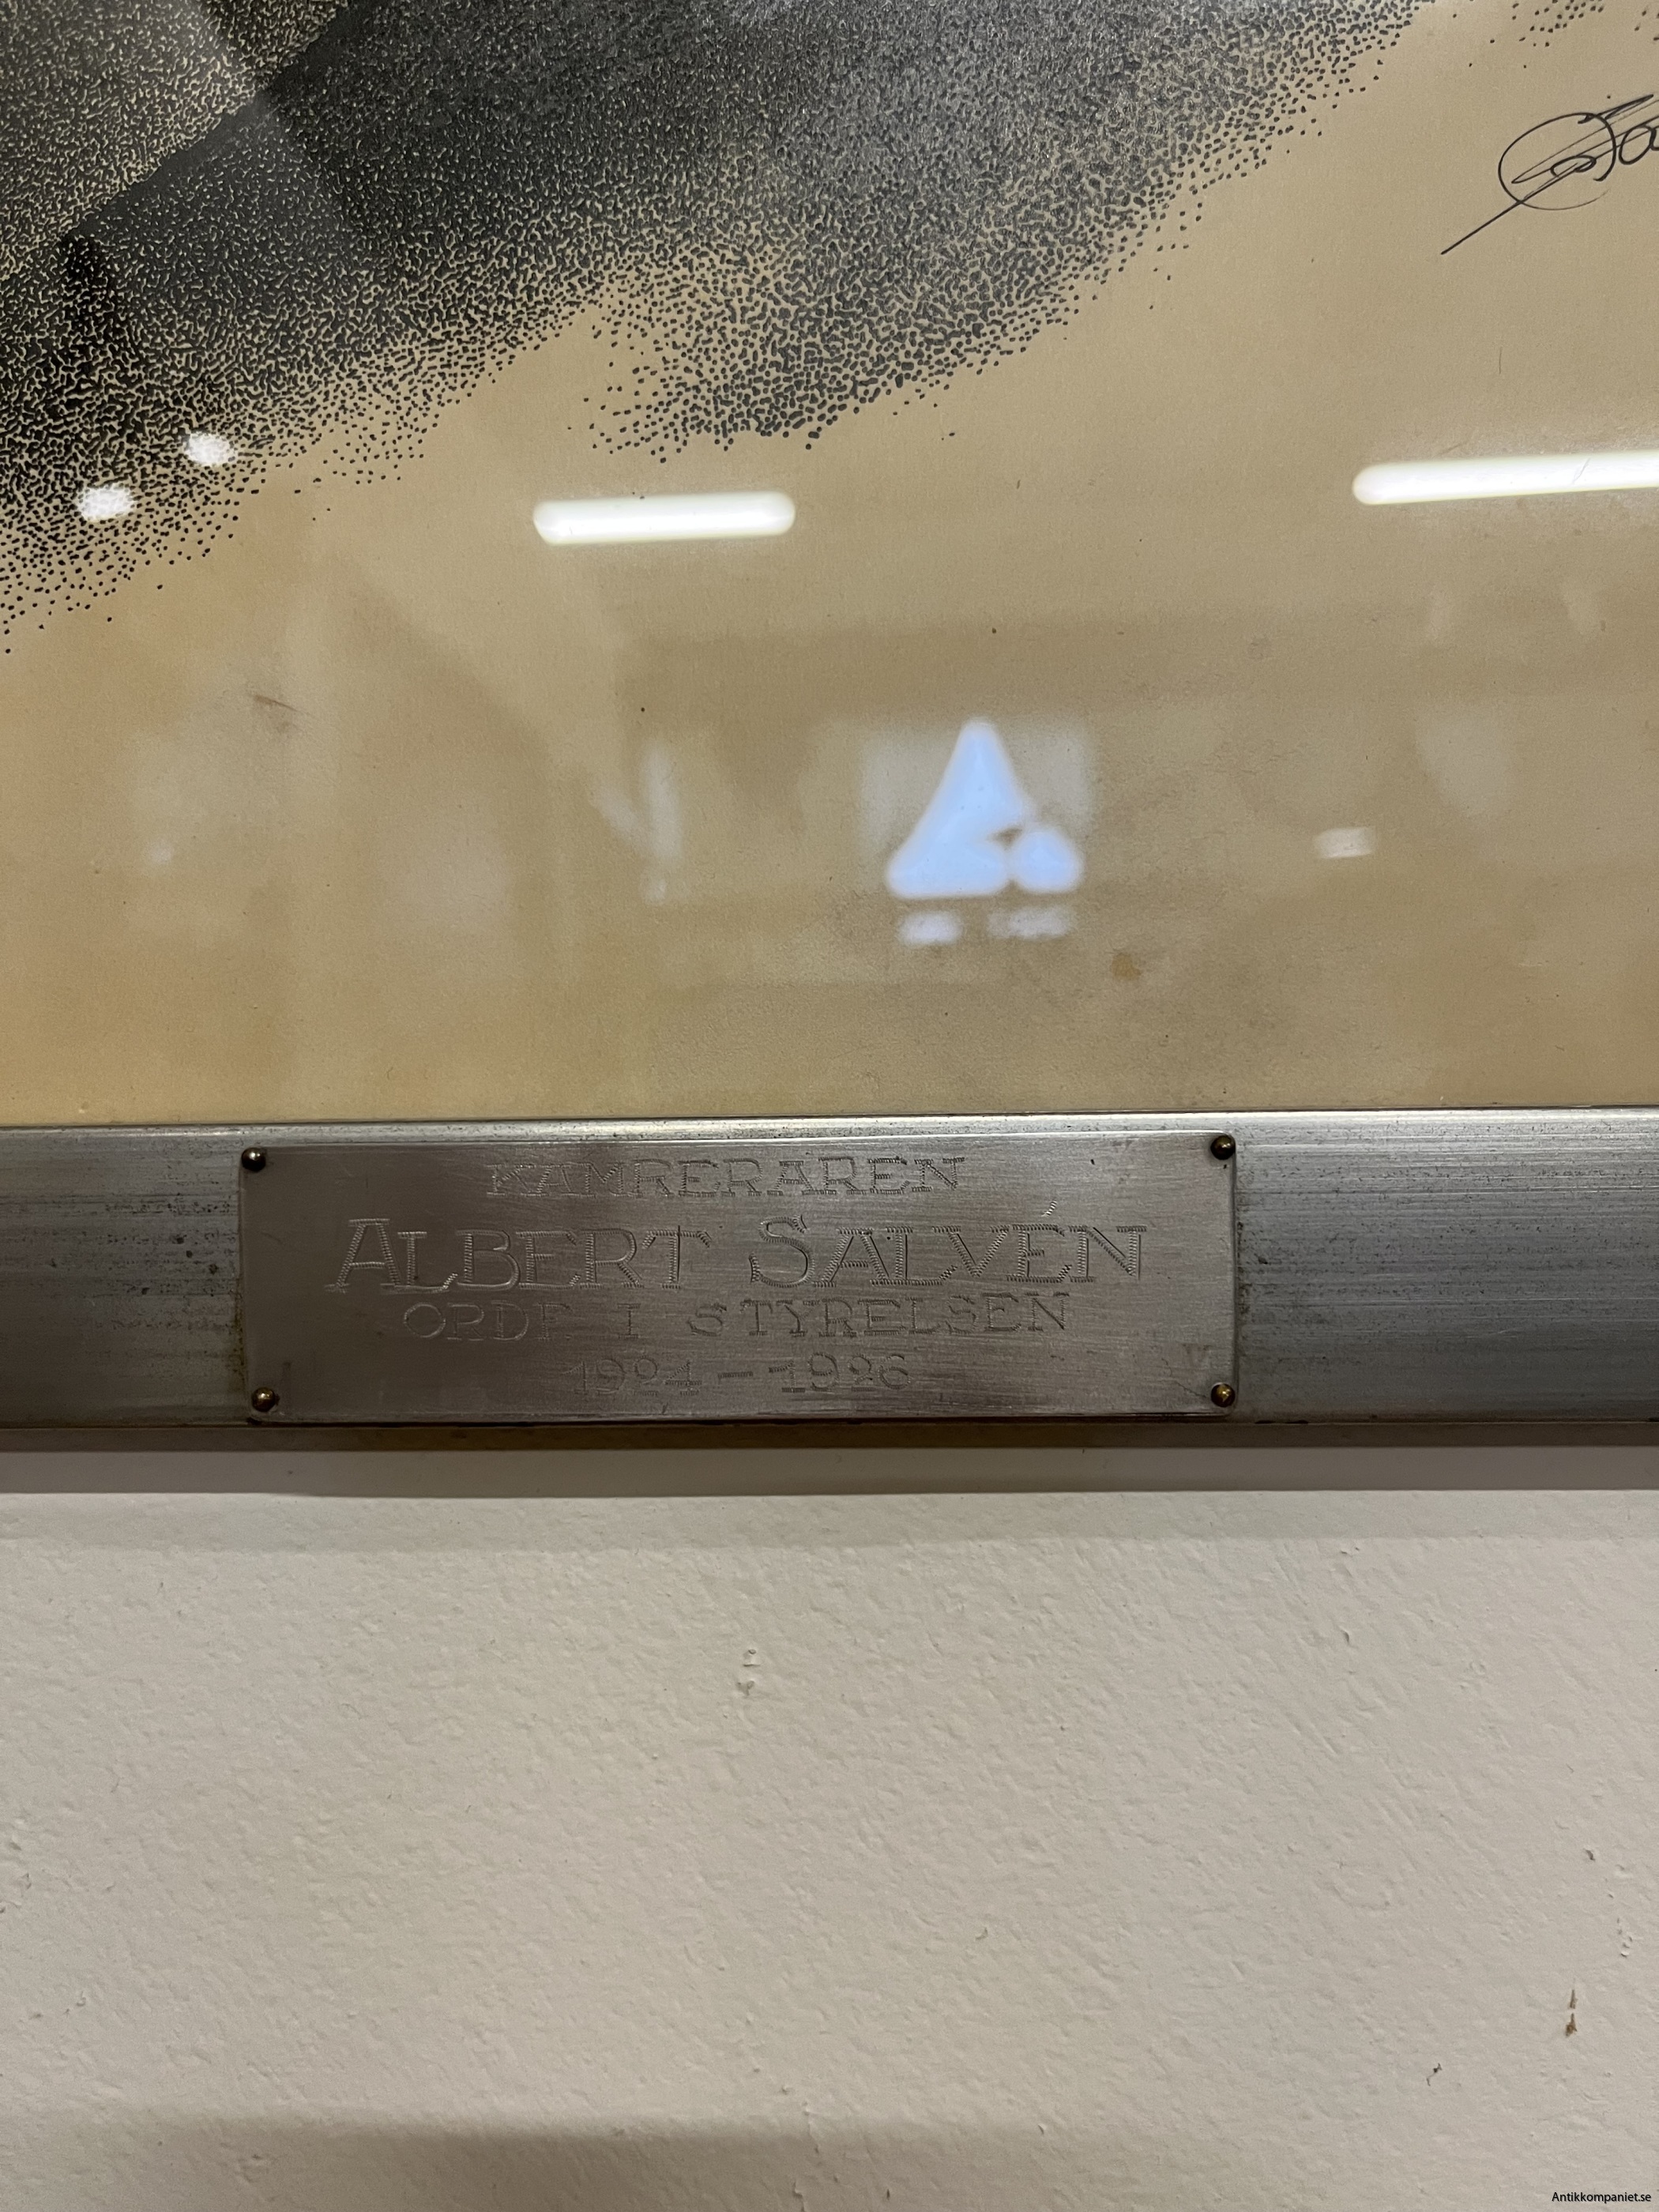 KAMRERAREN
ALBERT SALVÉN
ORDF. I STYRELSEN
1924–1926
Antikkompaniet.se